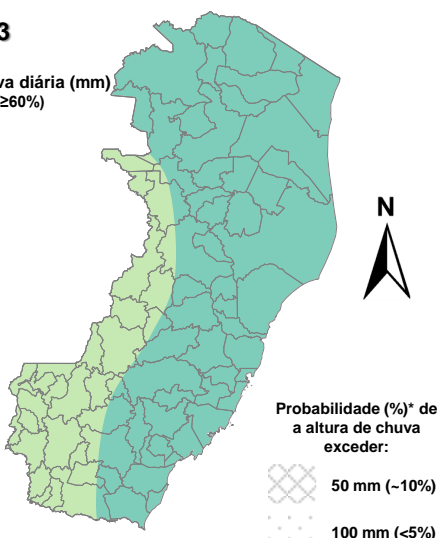 3
va diária (mm)
≥60%)
N
Probabilidade (%)* de
a altura de chuva
exceder:
50 mm (~10%)
100 mm (<5%)